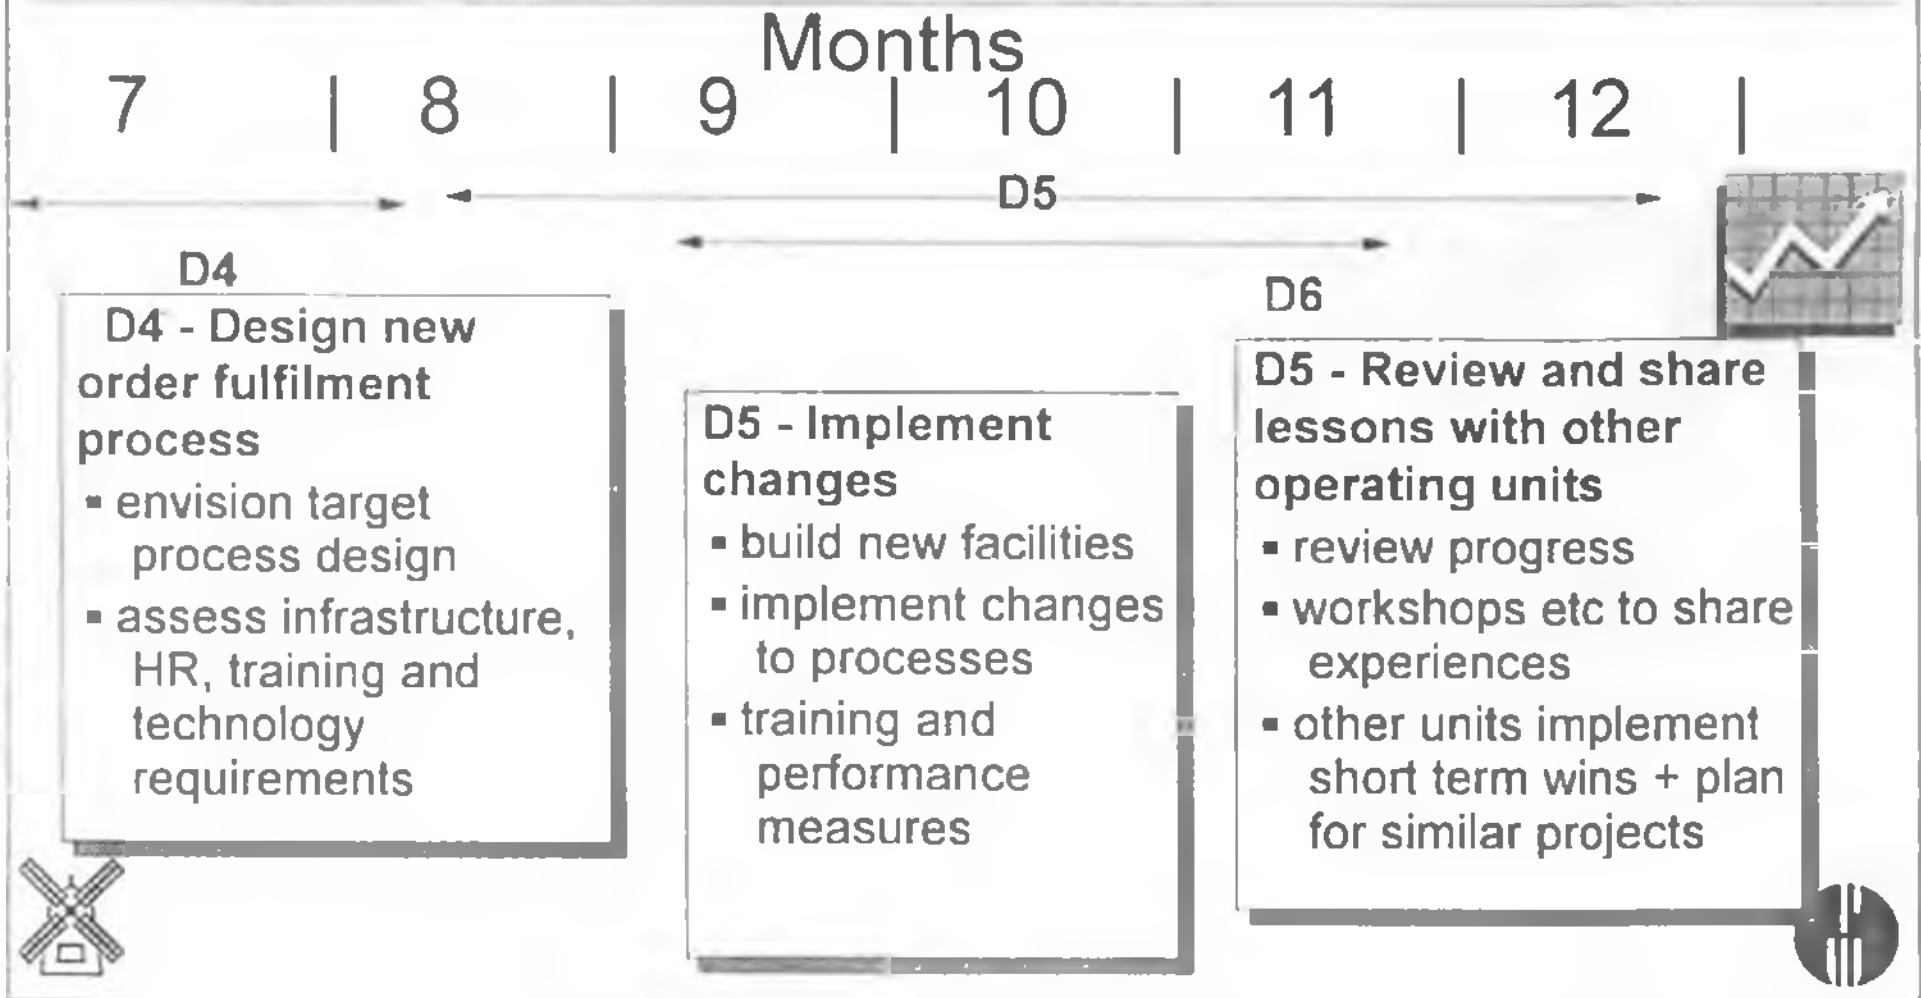 Months
7 | 8 | 9 | 10 | 11 | 12 |
D5
D4
D6
D4 - Design new
order fulfilment
process
▪ envision target
process design
▪ assess infrastructure,
HR, training and
technology
requirements
D5 - Implement
changes
▪ build new facilities
▪ implement changes
to processes
▪ training and
performance
measures
D5 - Review and share
lessons with other
operating units
▪ review progress
▪ workshops etc to share
experiences
▪ other units implement
short term wins + plan
for similar projects